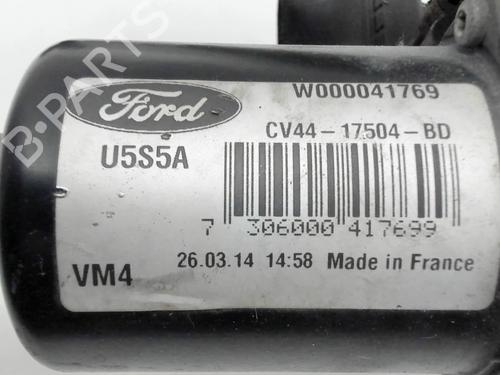 Ford
W000041769
U5S5A
CV44-17504-BD
7 306000 417699
26.03.14 14:58 Made in France
VM4
B-PARTS